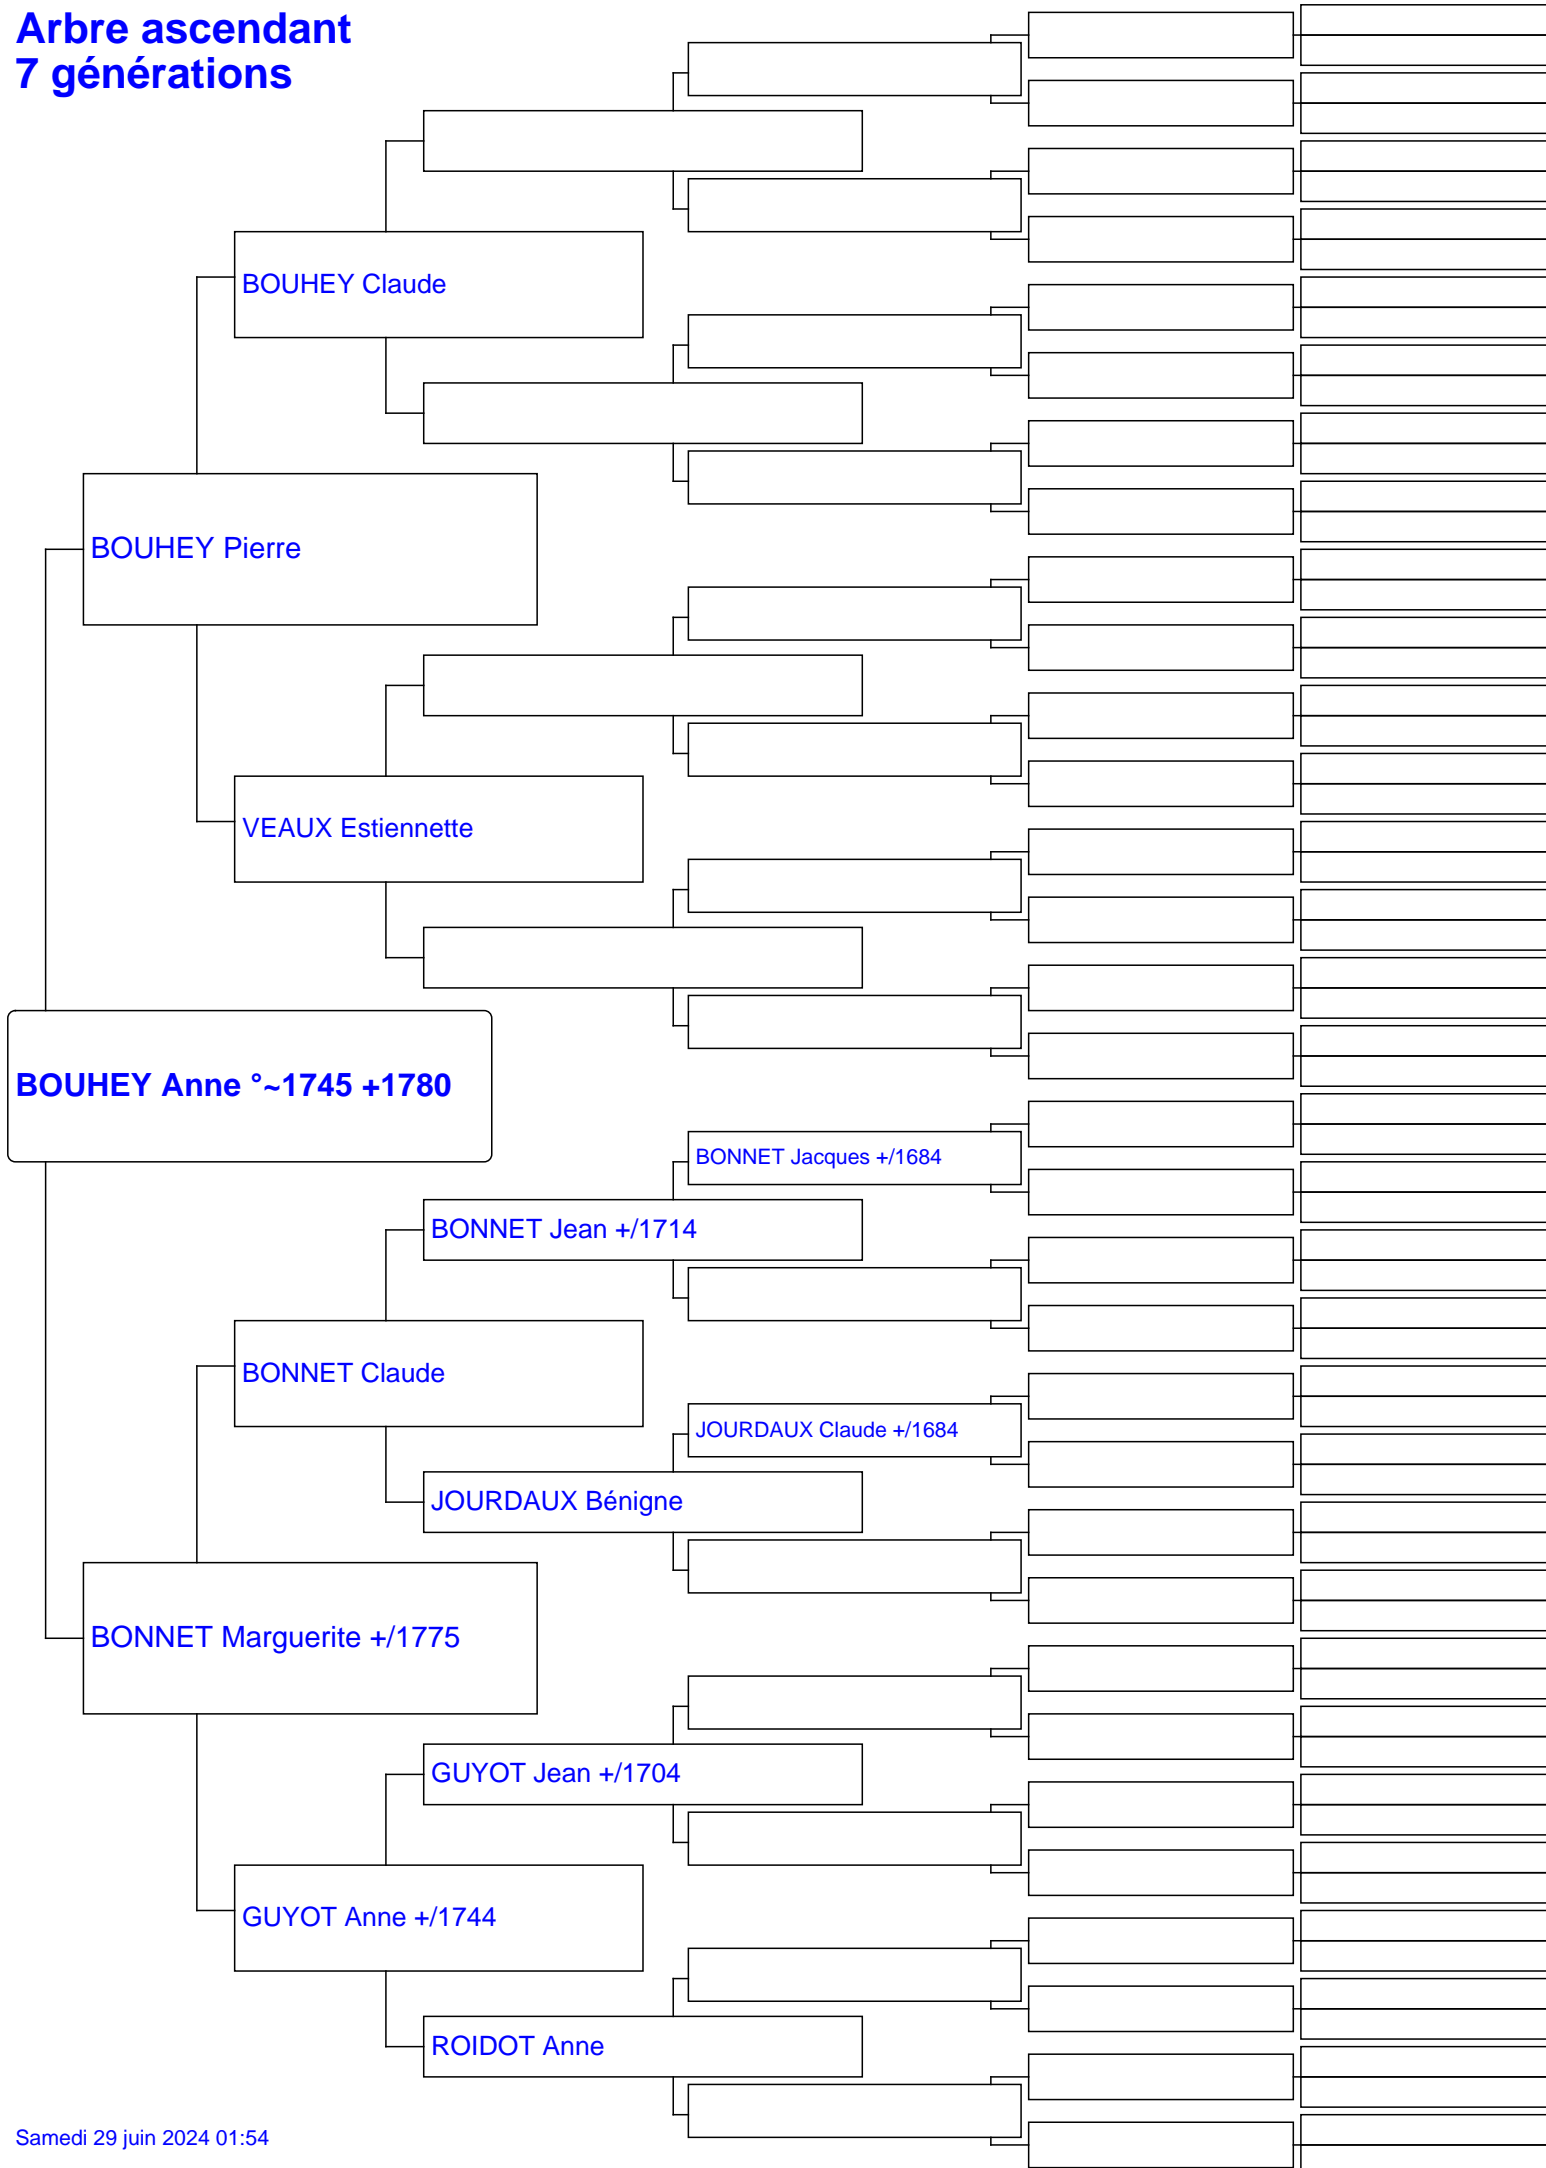 Arbre ascendant
7 générations
BOUHEY Claude
BOUHEY Pierre
VEAUX Estiennette
BOUHEY Anne °~1745 +1780
BONNET Jacques +/1684
BONNET Jean +/1714
BONNET Claude
JOURDAUX Claude +/1684
JOURDAUX Bénigne
BONNET Marguerite +/1775
GUYOT Jean +/1704
GUYOT Anne +/1744
ROIDOT Anne
Samedi 29 juin 2024 01:54